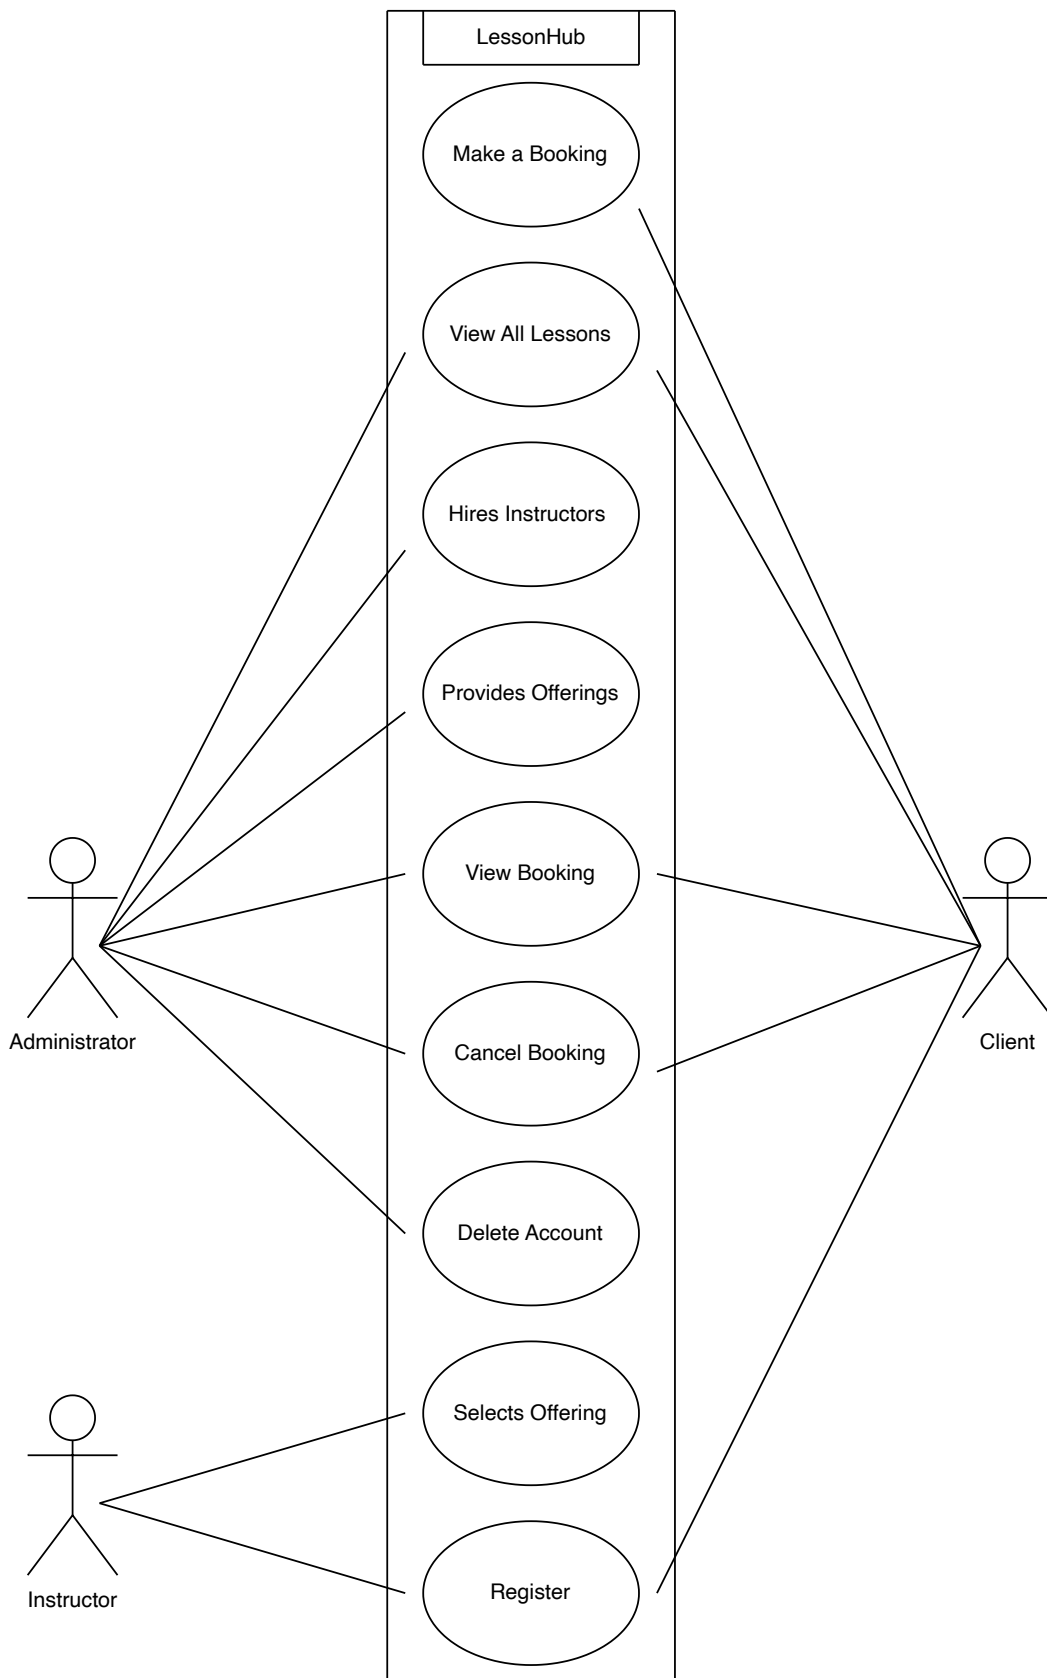 LessonHub
Make a Booking
View All Lessons
Hires Instructors
Provides Offerings
View Booking
Administrator
Cancel Booking
Client
Delete Account
Selects Offering
Instructor
Register